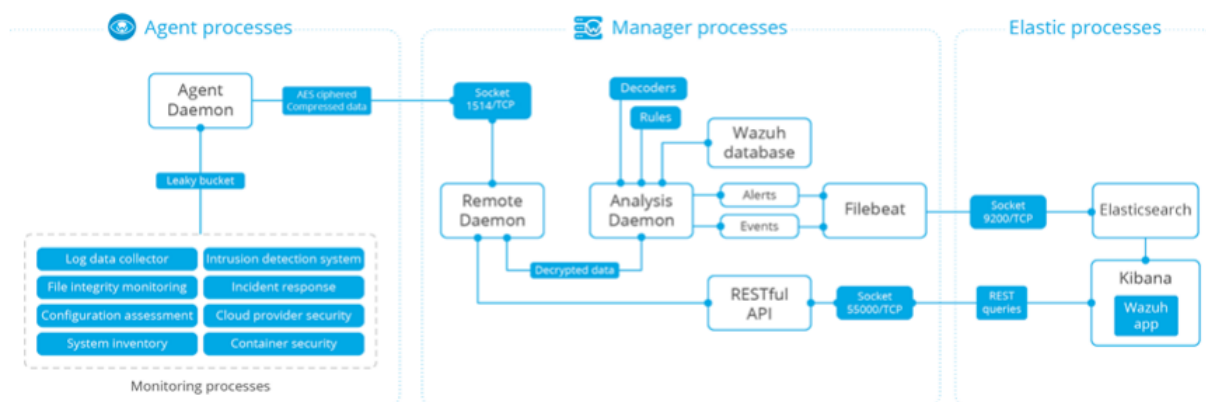 Agent processes
Manager processes
Elastic processes
Agent
Daemon
AES ciphered
Compressed data
Socket
1514/TCP
Decoders
Rules
Wazuh
database
Leaky bucket
Remote
Daemon
Analysis
Daemon
Alerts
Events
Filebeat
Socket
9200/TCP
Elasticsearch
Decrypted data
Log data collector
Intrusion detection system
File integrity monitoring
Incident response
Configuration assessment
Cloud provider security
System inventory
Container security
Monitoring processes
RESTful
API
Socket
55000/TCP
REST
queries
Kibana
Wazuh
app